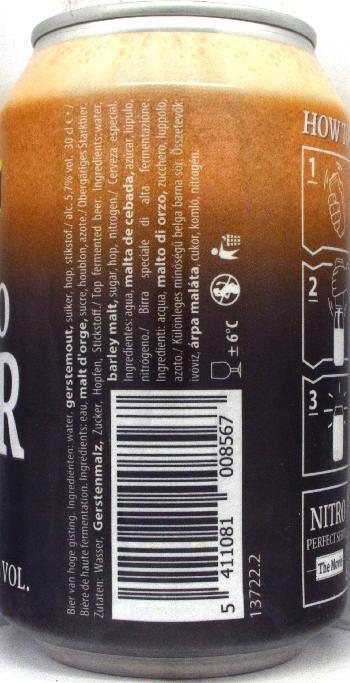 Bier van hoge gisting. Ingrediënten: water, gerstemout, suiker, hop, stikstof./ alc. 5,7% vol. 30 cl e /
Bière de haute fermentation. Ingredients: eau, malt d'orge, sucre, houblon, azote./ Obergäriges Starkbier.
Zutaten: Wasser, Gerstenmalz, Zucker, Hopfen, Stickstoff./ Top fermented beer. Ingredients: water,
barley malt, sugar, hop, nitrogen./ Cerveza especial.
Ingredientes: aqua, malta de cebada, azúcar, lúpulo,
nitrógeno./ Birra speciale di alta fermentazione.
Ingredienti: acqua, malto di orzo, zucchero, luppolo,
azoto./ Különleges minőségű belga barna sör. Összetevők:
ivóvíz, árpa maláta, cukor, komló, nitrogén.
± 6°C
5 411081 008567
13722.2
O
R
VOL.
HOW T
1
2
3
NITRO
PERFECT